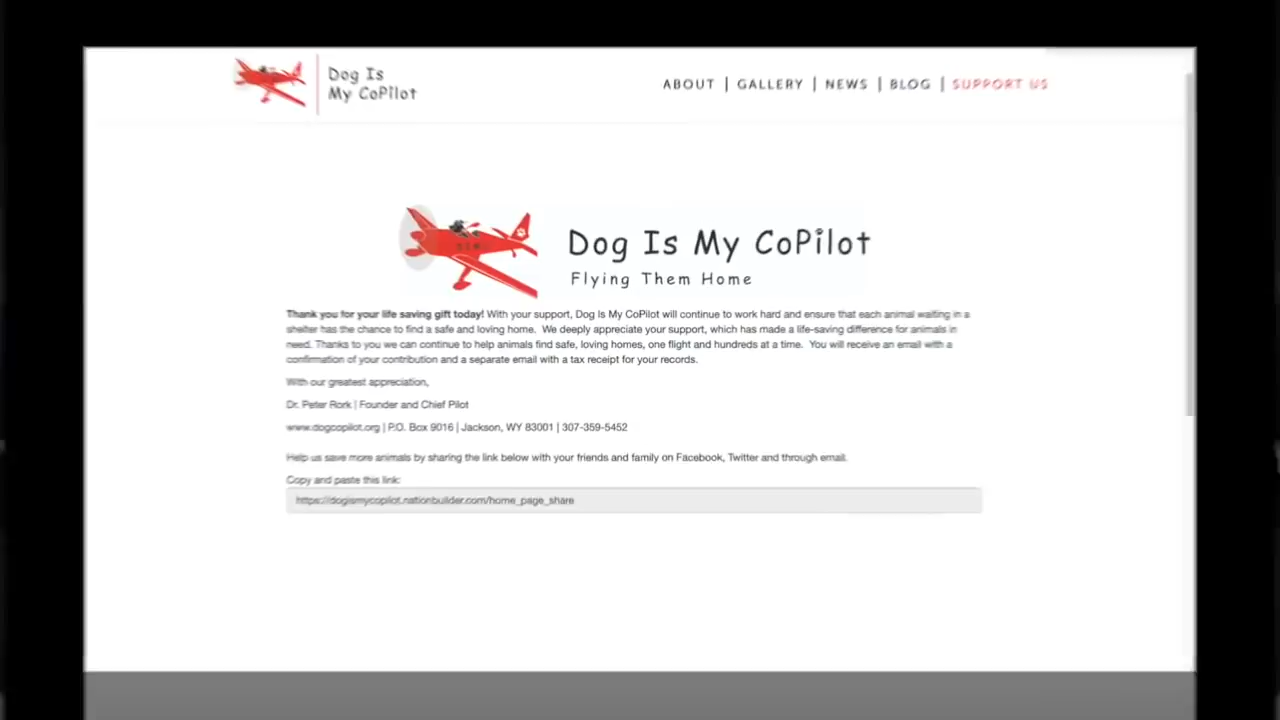 Dog Is
My CoPilot
ABOUT | GALLERY | NEWS | BLOG | SUPPORT US
Dog Is My CoPilot
Flying Them Home
Thank you for your life saving gift today! With your support, Dog Is My CoPilot will continue to work hard and ensure that each animal waiting in a
shelter has the chance to find a safe and loving home. We deeply appreciate your support, which has made a life-saving difference for animals in
need. Thanks to you we can continue to help animals find safe, loving homes, one flight and hundreds at a time. You will receive an email with a
confirmation of your contribution and a separate email with a tax receipt for your records.
With our greatest appreciation,
Dr. Peter Rork | Founder and Chief Pilot
www.dogcopilot.org | P.O. Box 9016 | Jackson, WY 83001 | 307-359-5452
Help us save more animals by sharing the link below with your friends and family on Facebook, Twitter and through email.
Copy and paste this link:
https://dogismycopilot.nationbuilder.com/home_page_share